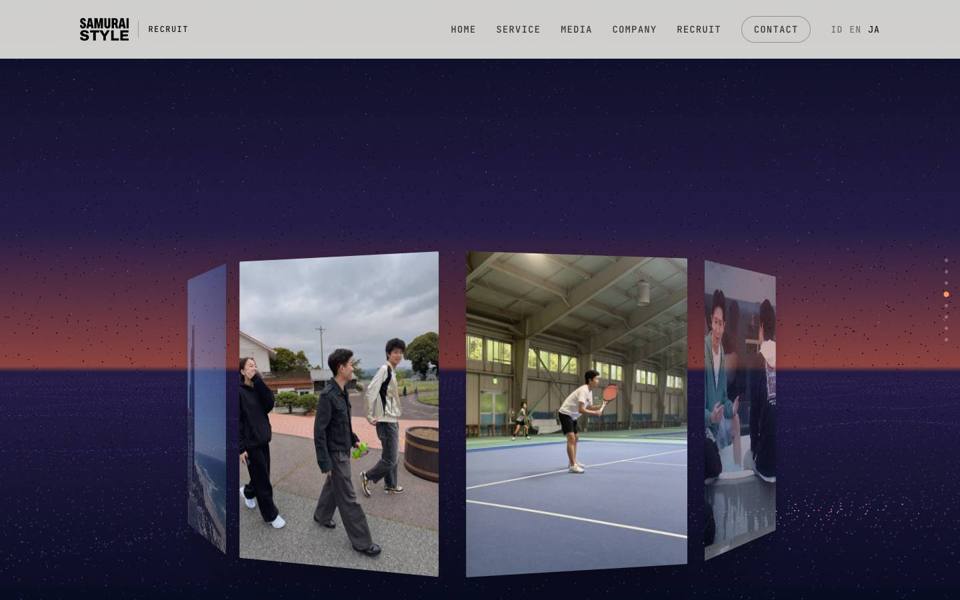 SAMURAI
STYLE
RECRUIT
HOME SERVICE MEDIA COMPANY RECRUIT CONTACT ID EN JA